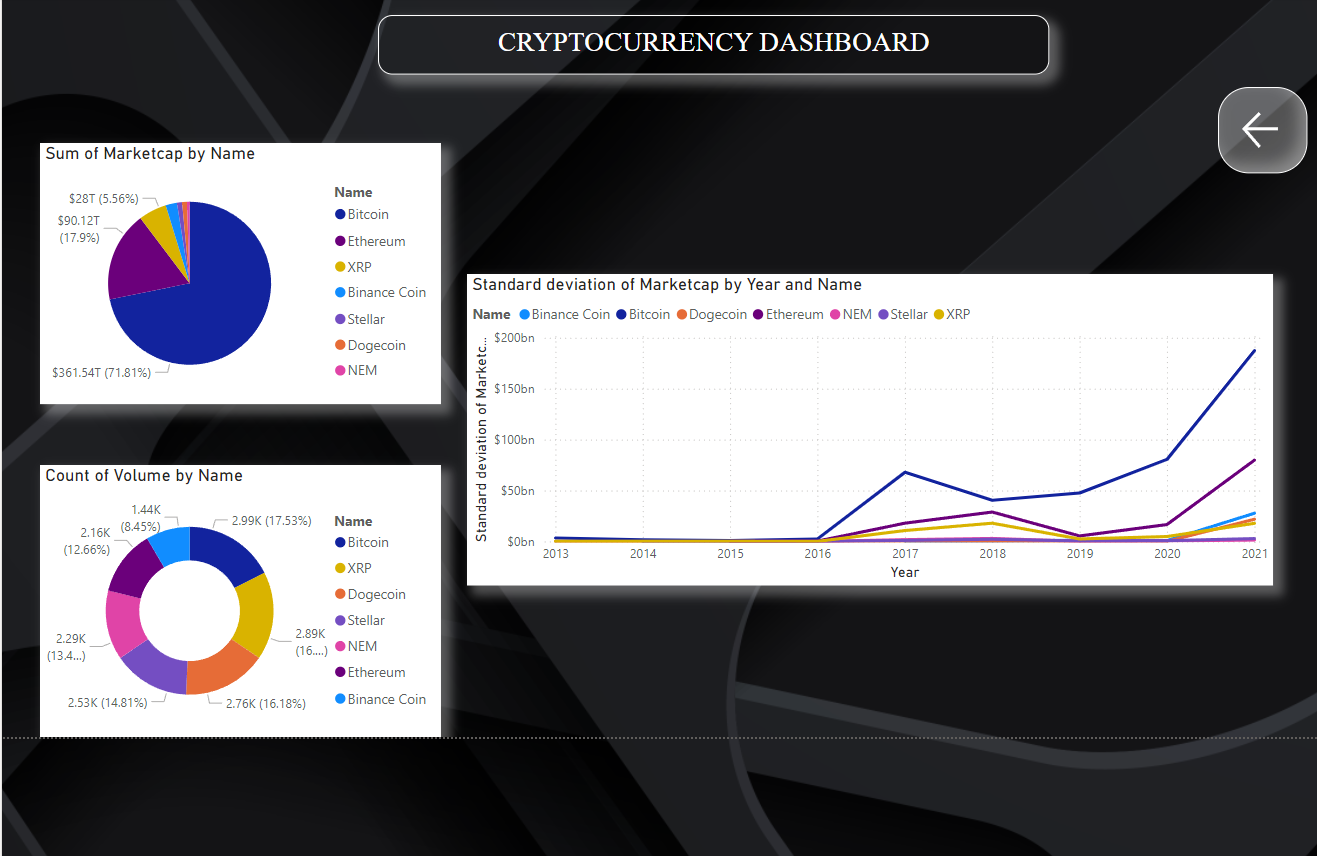 CRYPTOCURRENCY DASHBOARD
Sum of Marketcap by Name
$28T (5.56%)
$90.12T
(17.9%)
$361.54T (71.81%)
Name
Bitcoin
Ethereum
XRP
Binance Coin
Stellar
Dogecoin
NEM
Standard deviation of Marketcap by Year and Name
Name Binance Coin Bitcoin Dogecoin Ethereum NEM Stellar XRP
Standard deviation of Marketc...
$200bn
$150bn
$100bn
$50bn
$0bn
2013 2014 2015 2016 2017 2018 2019 2020 2021
Year
Count of Volume by Name
1.44K
(8.45%)
2.99K (17.53%)
2.16K
(12.66%)
2.89K
(16....)
2.29K
(13.4...)
2.53K (14.81%)
2.76K (16.18%)
Name
Bitcoin
XRP
Dogecoin
Stellar
NEM
Ethereum
Binance Coin